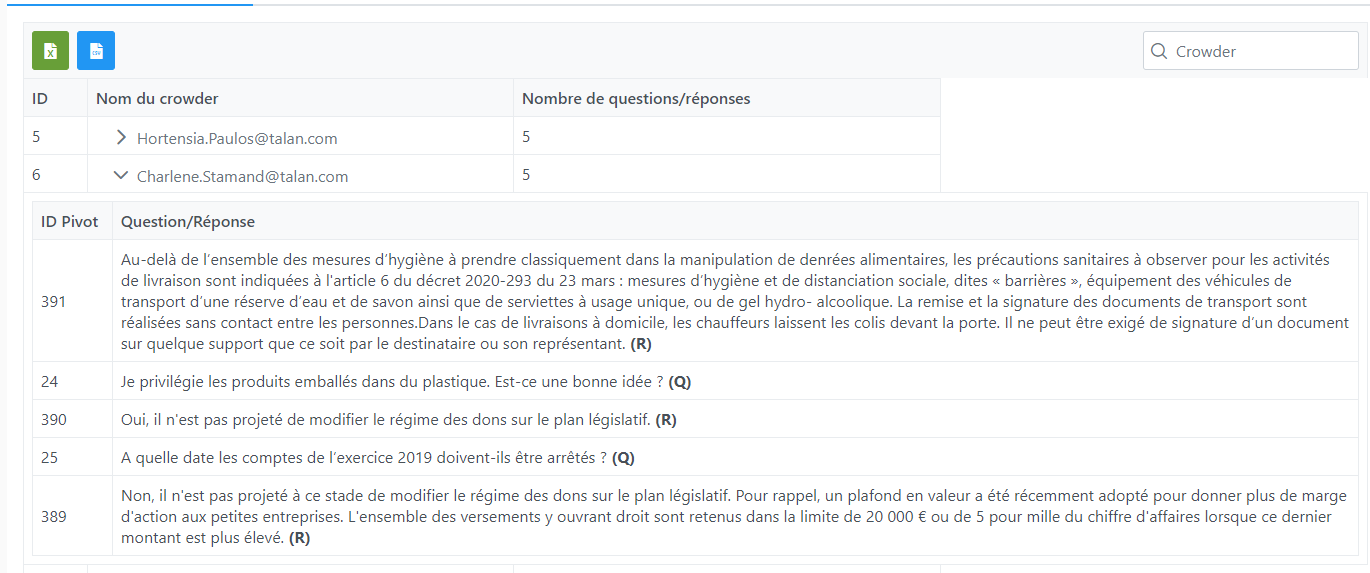 Crowder
ID Nom du crowder Nombre de questions/réponses
5 Hortensia.Paulos@talan.com 5
6 Charlene.Stamand@talan.com 5
ID Pivot Question/Réponse
391
Au-delà de l’ensemble des mesures d’hygiène à prendre classiquement dans la manipulation de denrées alimentaires, les précautions sanitaires à observer pour les activités
de livraison sont indiquées à l'article 6 du décret 2020-293 du 23 mars : mesures d’hygiène et de distanciation sociale, dites « barrières », équipement des véhicules de
transport d’une réserve d’eau et de savon ainsi que de serviettes à usage unique, ou de gel hydro- alcoolique. La remise et la signature des documents de transport sont
réalisées sans contact entre les personnes.Dans le cas de livraisons à domicile, les chauffeurs laissent les colis devant la porte. Il ne peut être exigé de signature d’un document
sur quelque support que ce soit par le destinataire ou son représentant. (R)
24 Je privilégie les produits emballés dans du plastique. Est-ce une bonne idée ? (Q)
390 Oui, il n'est pas projeté de modifier le régime des dons sur le plan législatif. (R)
25 A quelle date les comptes de l’exercice 2019 doivent-ils être arrêtés ? (Q)
389
Non, il n'est pas projeté à ce stade de modifier le régime des dons sur le plan législatif. Pour rappel, un plafond en valeur a été récemment adopté pour donner plus de marge
d'action aux petites entreprises. L'ensemble des versements y ouvrant droit sont retenus dans la limite de 20 000 € ou de 5 pour mille du chiffre d'affaires lorsque ce dernier
montant est plus élevé. (R)